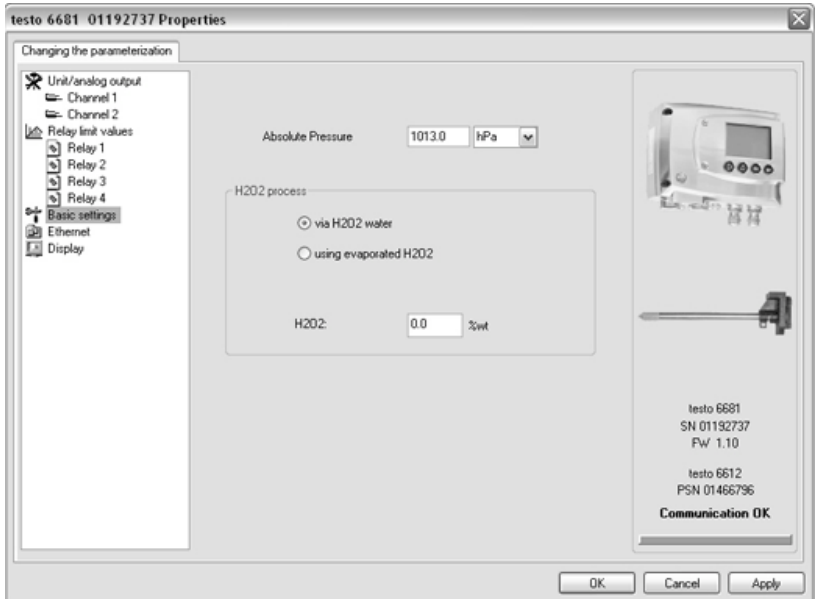 testo 6681 01192737 Properties
Changing the parameterization
Unit/analog output
Channel 1
Channel 2
Relay limit values
Relay 1
Relay 2
Relay 3
Relay 4
Basic settings
Ethernet
Display
Absolute Pressure 1013.0 hPa
H2O2 process
via H2O2 water
using evaporated H2O2
H2O2: 0.0 %wt
testo 6681
SN 01192737
FW 1.10
testo 6612
PSN 01466796
Communication OK
OK Cancel Apply